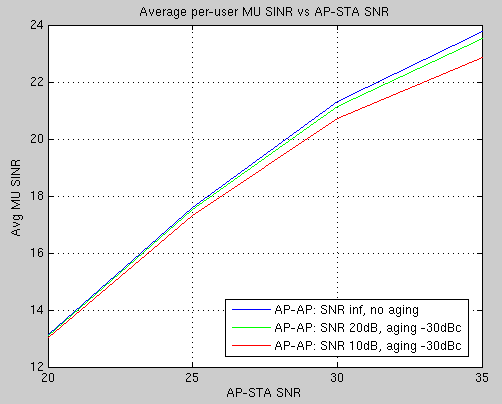 Average per-user MU SINR vs AP-STA SNR
24
22
20
18
16
14
12
Avg MU SINR
20 25 30 35
AP-STA SNR
AP-AP: SNR inf, no aging
AP-AP: SNR 20dB, aging -30dBc
AP-AP: SNR 10dB, aging -30dBc